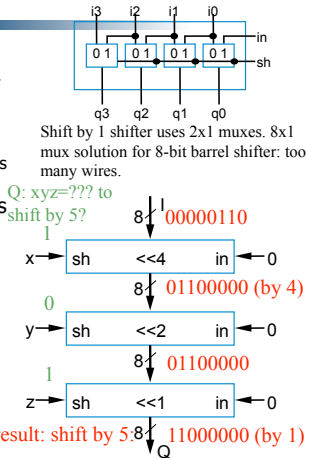 i3 i2 i1 i0
in
0 1 0 1 0 1 0 1
sh
q3 q2 q1 q0
Shift by 1 shifter uses 2x1 muxes. 8x1
mux solution for 8-bit barrel shifter: too
many wires.
s
Q: xyz=??? to
s
shift by 5?
I
8 00000110
1
x sh <<4 in 0
8 01100000 (by 4)
0
y sh <<2 in 0
8 01100000
1
z sh <<1 in 0
result: shift by 5: 8 11000000 (by 1)
Q